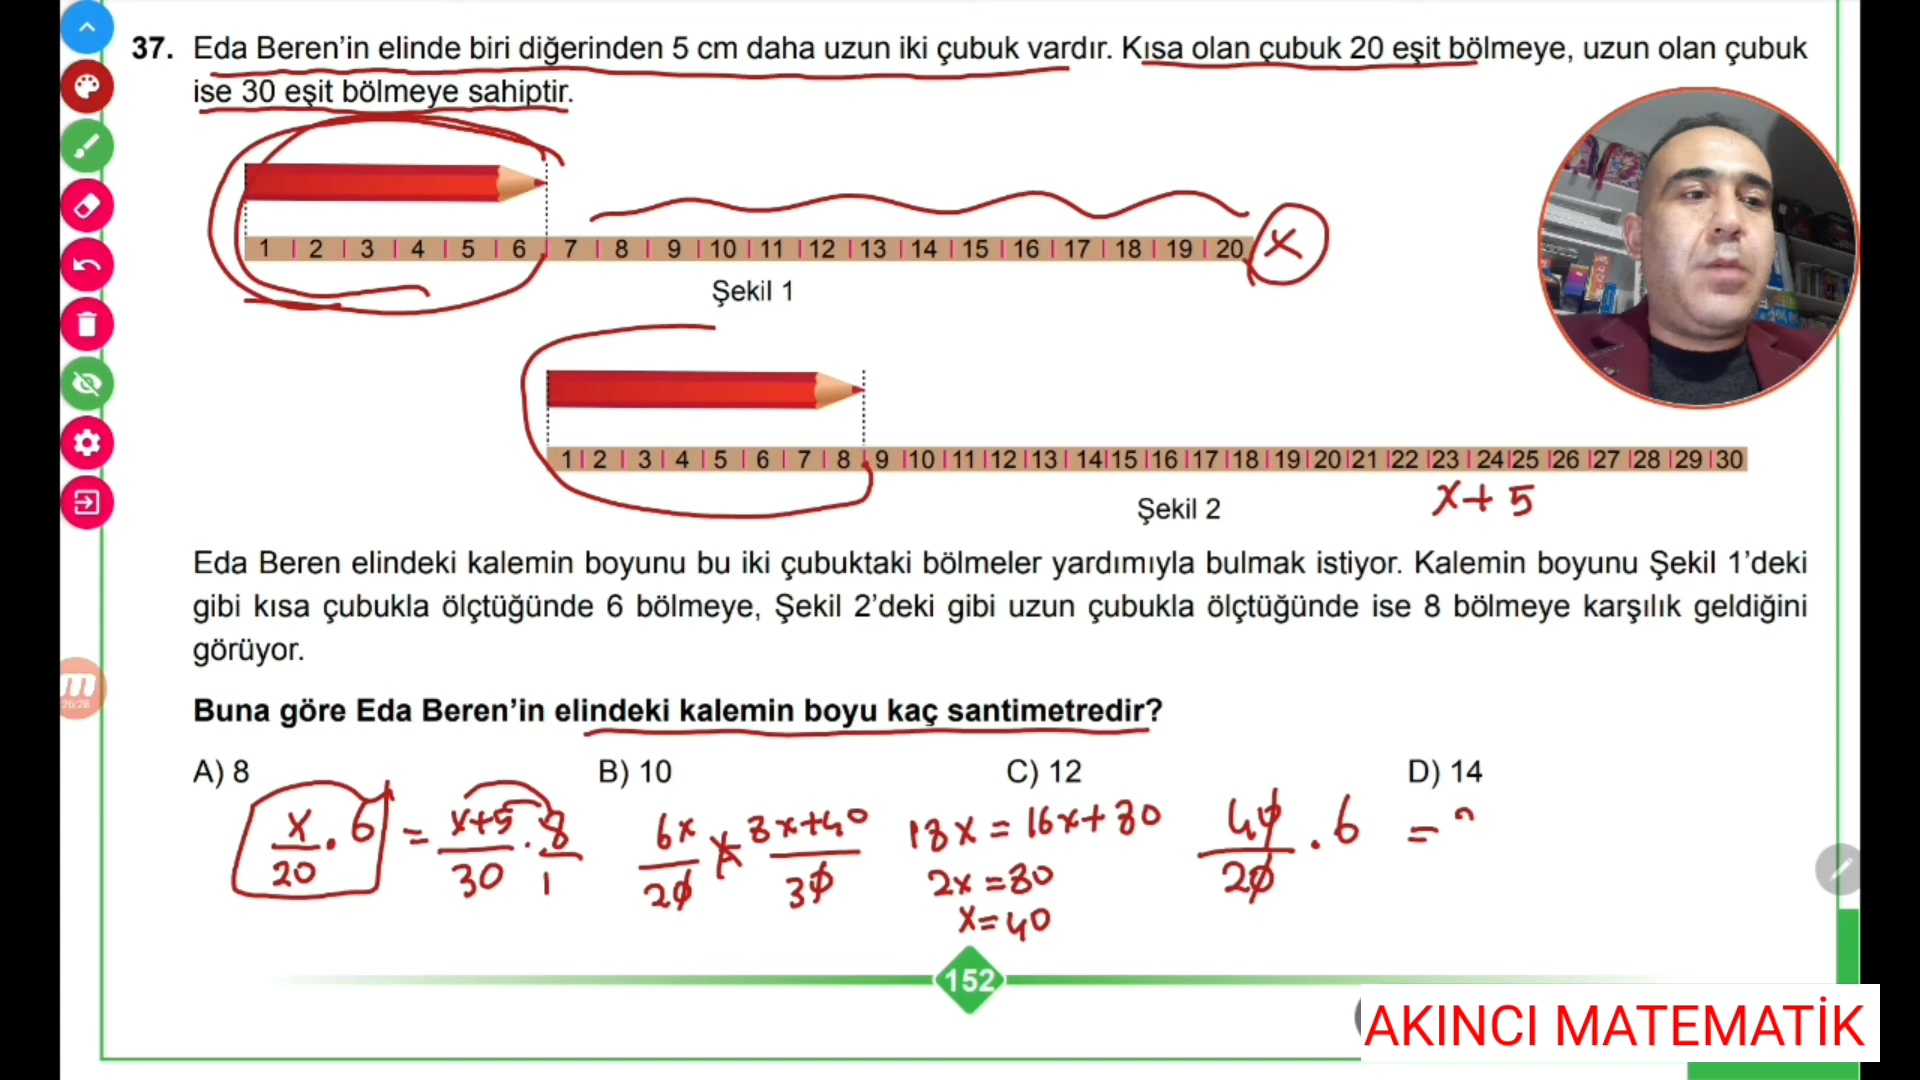 37. Eda Beren’in elinde biri diğerinden 5 cm daha uzun iki çubuk vardır. Kısa olan çubuk 20 eşit bölmeye, uzun olan çubuk
ise 30 eşit bölmeye sahiptir.
1 2 3 4 5 6 7 8 9 10 11 12 13 14 15 16 17 18 19 20 x
Şekil 1
1 2 3 4 5 6 7 8 9 10 11 12 13 14 15 16 17 18 19 20 21 22 23 24 25 26 27 28 29 30
x+5
Şekil 2
Eda Beren elindeki kalemin boyunu bu iki çubuktaki bölmeler yardımıyla bulmak istiyor. Kalemin boyunu Şekil 1’deki
gibi kısa çubukla ölçtüğünde 6 bölmeye, Şekil 2’deki gibi uzun çubukla ölçtüğünde ise 8 bölmeye karşılık geldiğini
görüyor.
Buna göre Eda Beren’in elindeki kalemin boyu kaç santimetredir?
A) 8 B) 10 C) 12 D) 14
x/20 . 6 = x+5/30 . 8/1 6x/20 8x+40/30 18x = 16x+80 40/20 . 6 =
2x = 80
x = 40
152
AKINCI MATEMATİK